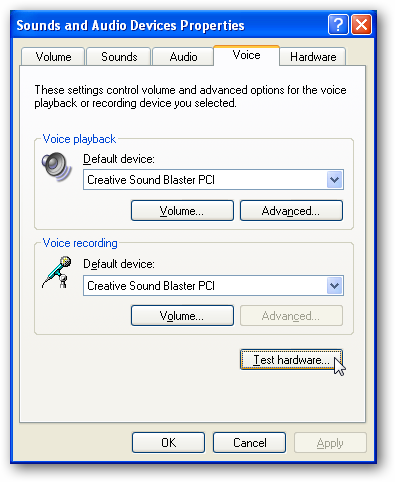 Sounds and Audio Devices Properties
Volume Sounds Audio Voice Hardware
These settings control volume and advanced options for the voice
playback or recording device you selected.
Voice playback
Default device:
Creative Sound Blaster PCI
Volume... Advanced...
Voice recording
Default device:
Creative Sound Blaster PCI
Volume... Advanced...
Test hardware...
OK Cancel Apply